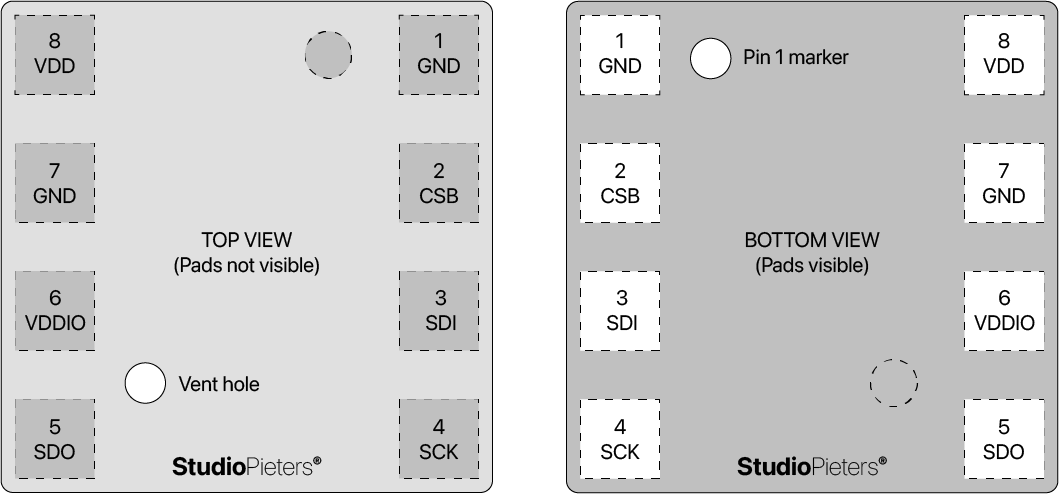 8
VDD
1
GND
7
GND
2
CSB
TOP VIEW
(Pads not visible)
6
VDDIO
3
SDI
Vent hole
5
SDO
4
SCK
StudioPieters®
1
GND
Pin 1 marker
8
VDD
2
CSB
7
GND
BOTTOM VIEW
(Pads visible)
3
SDI
6
VDDIO
4
SCK
5
SDO
StudioPieters®